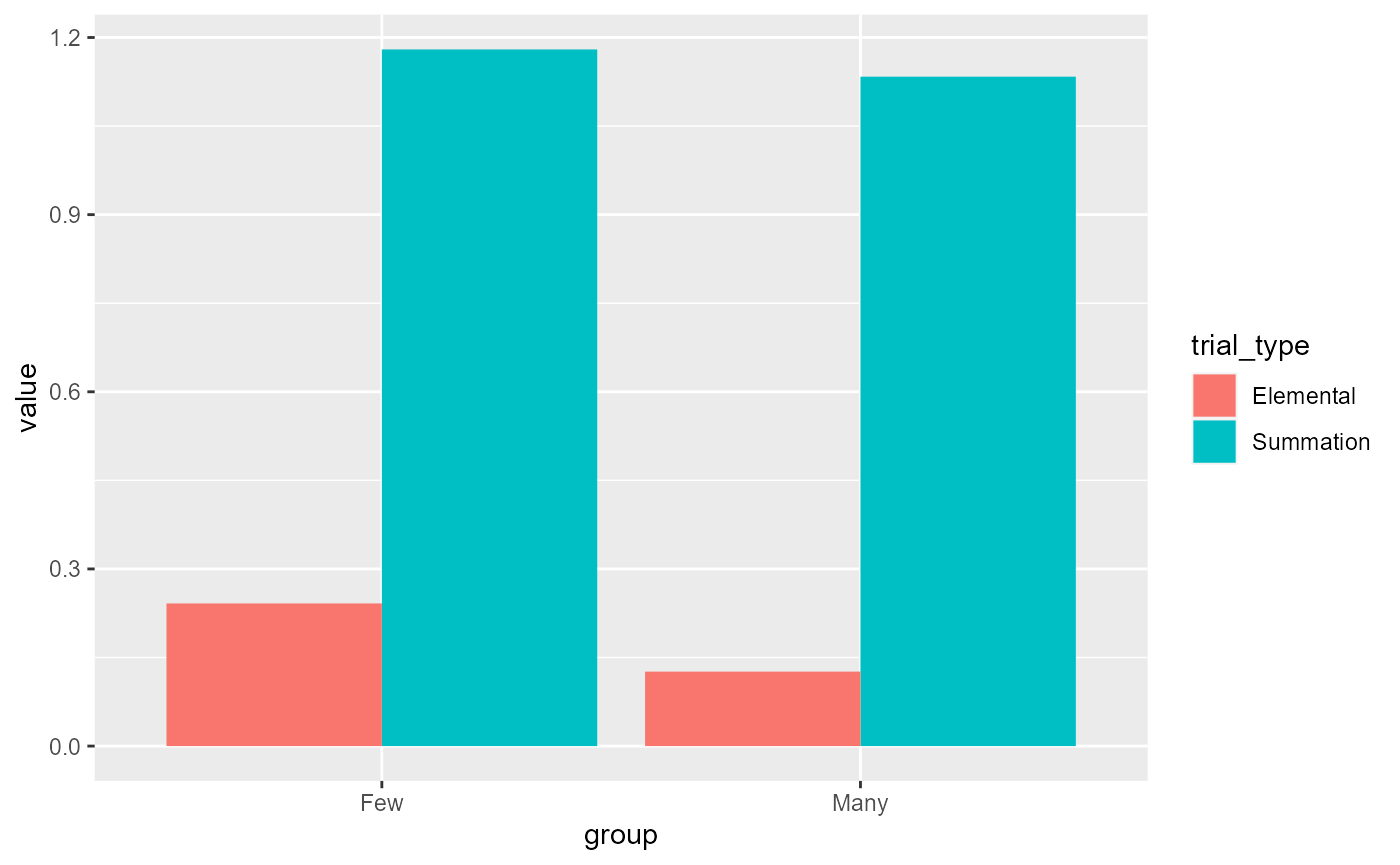 value
1.2
0.9
0.6
0.3
0.0
Few
Many
group
trial_type
Elemental
Summation